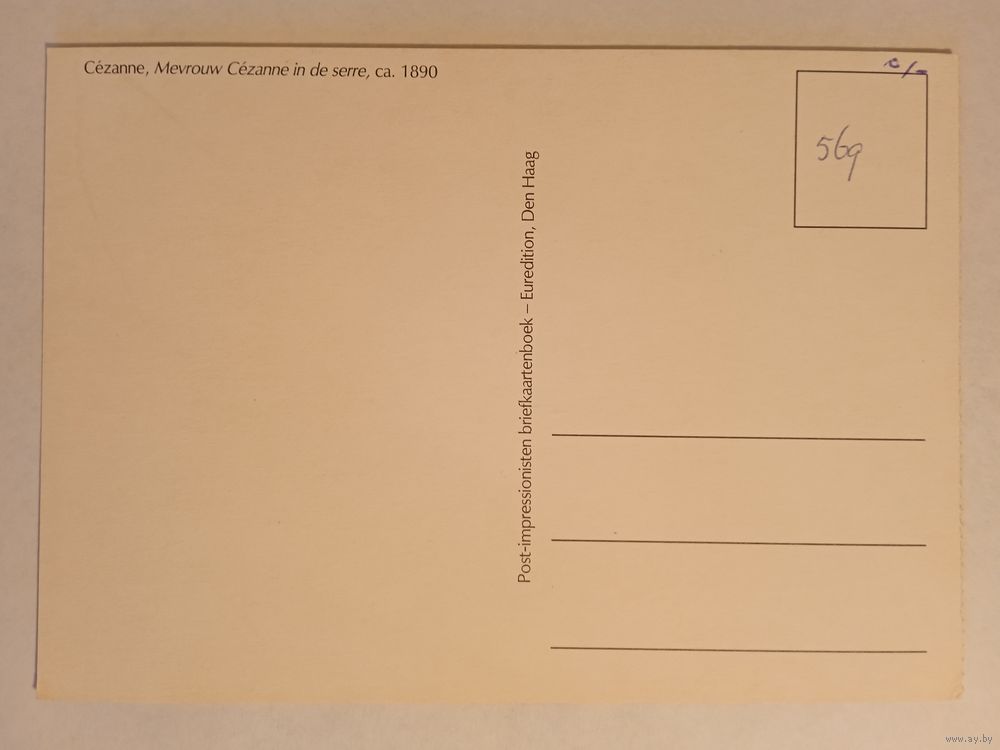 Cézanne, Mevrouw Cézanne in de serre, ca. 1890
569
Post-impressionisten briefkaartenboek – Euredition, Den Haag
www.ay.by